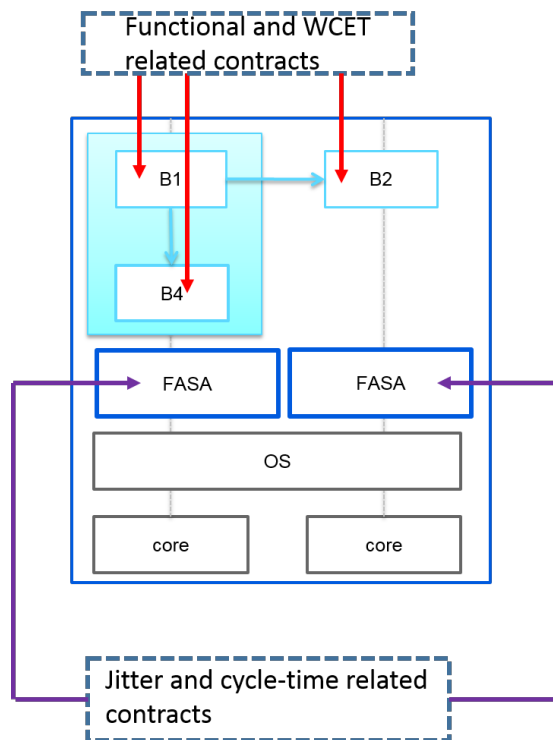 Functional and WCET
related contracts
B1
B2
B4
FASA
FASA
OS
core
core
Jitter and cycle-time related
contracts